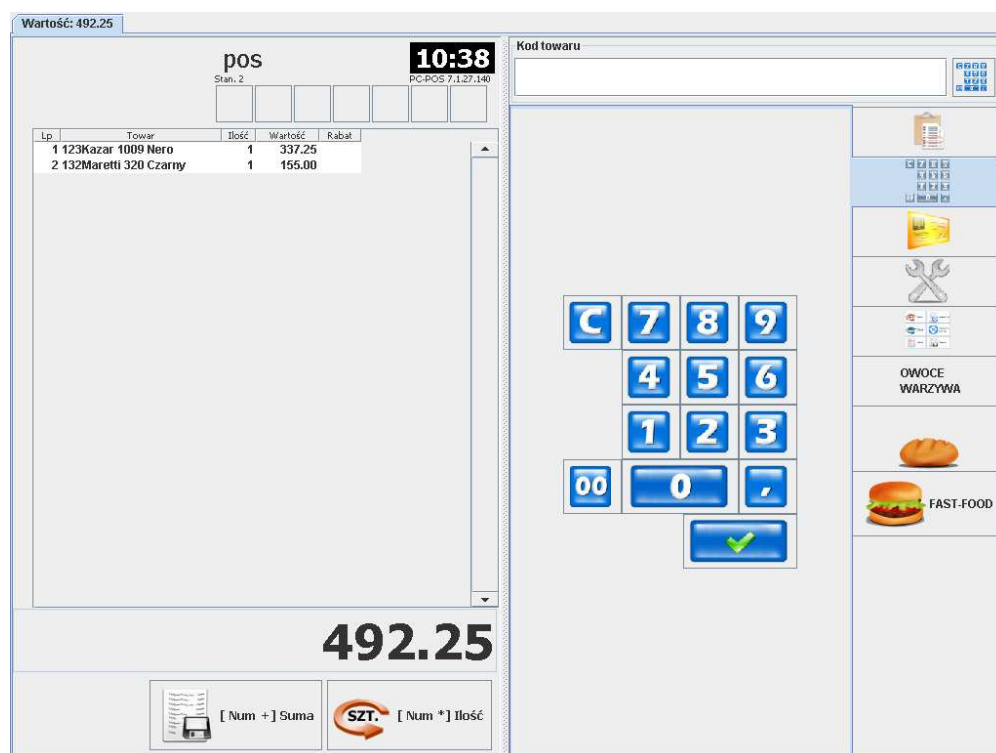 Wartość: 492.25
pos
10:38
Stan. 2
PC-POS 7.1.27.140
Lp Towar Ilość Wartość Rabat
1 123Kazar 1009 Nero 1 337.25
2 132Maretti 320 Czarny 1 155.00
492.25
[ Num +] Suma
SZT. [ Num *] Ilość
Kod towaru
C 7 8 9
4 5 6
1 2 3
00 0 ,
OWOCE
WARZYWA
FAST-FOOD